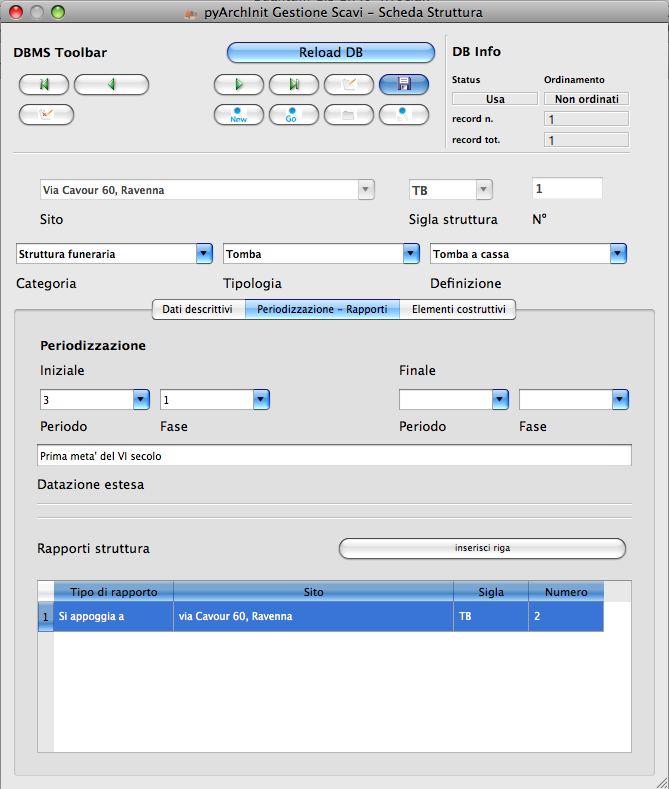 pyArchInit Gestione Scavi - Scheda Struttura
DBMS Toolbar
Reload DB
DB Info
Status
Ordinamento
Usa
Non ordinati
record n.
1
record tot.
1
New
Go
Via Cavour 60, Ravenna
TB
1
Sito
Sigla struttura
N°
Struttura funeraria
Tomba
Tomba a cassa
Categoria
Tipologia
Definizione
Dati descrittivi
Periodizzazione - Rapporti
Elementi costruttivi
Periodizzazione
Iniziale
Finale
3
1
Periodo
Fase
Periodo
Fase
Prima meta' del VI secolo
Datazione estesa
Rapporti struttura
inserisci riga
Tipo di rapporto Sito Sigla Numero
1 Si appoggia a via Cavour 60, Ravenna TB 2